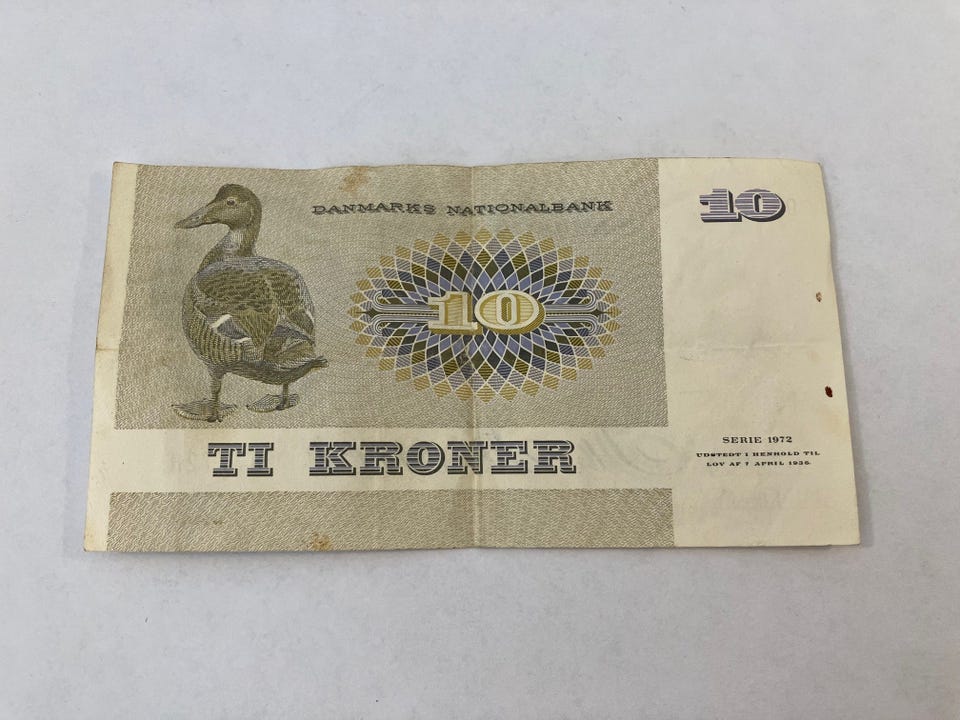 DANMARKS NATIONALBANK
10
10
TI KRONER
SERIE 1972
UDSTEDT I HENHOLD TIL
LOV AF 7 APRIL 1936